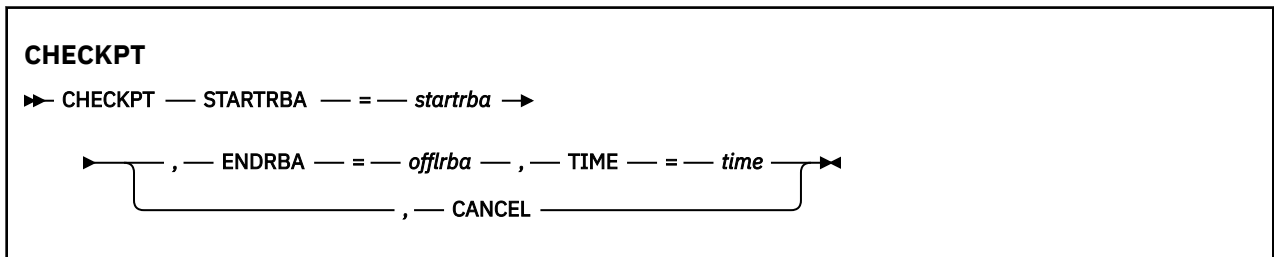 CHECKPT
CHECKPT STARTRBA = startrba
, ENDRBA = offlrba , TIME = time
, CANCEL